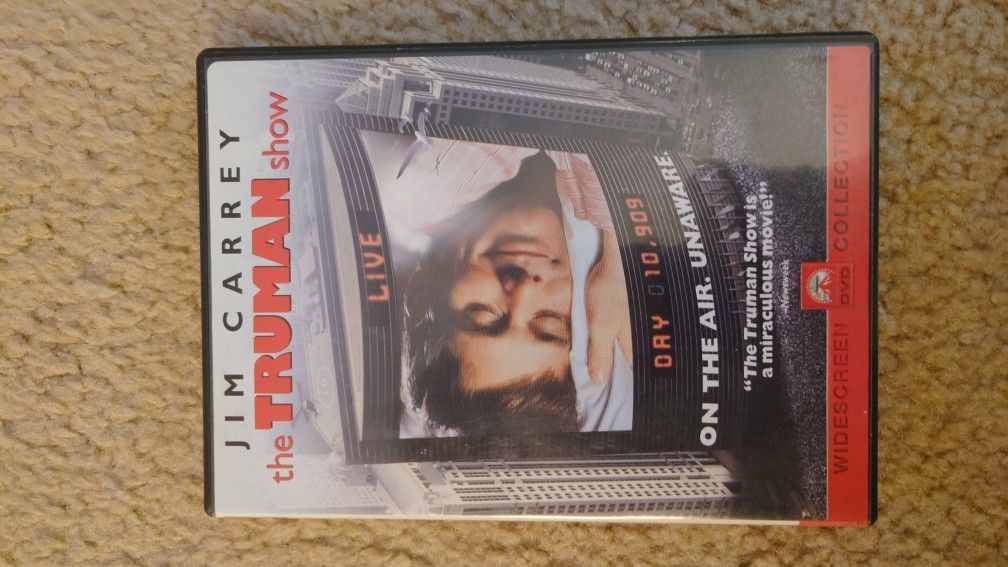 JIM CARREY
the TRUMAN show
LIVE
DAY 010,909
ON THE AIR. UNAWARE.
"The Truman Show is
a miraculous movie!"
-Newsweek
WIDESCREEN DVD COLLECTION